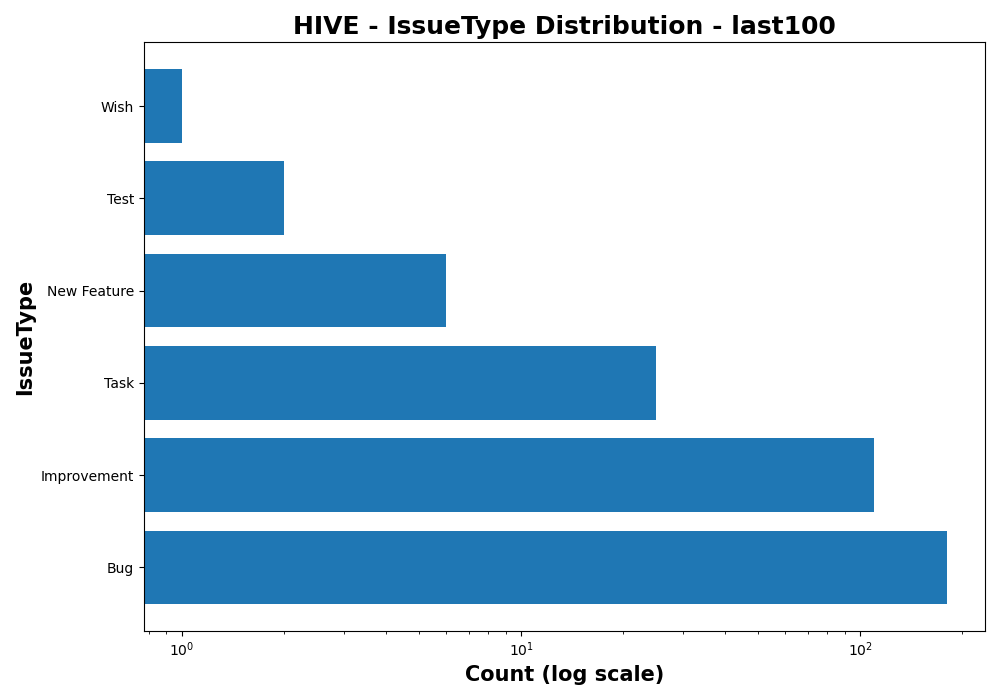 HIVE - IssueType Distribution - last100
IssueType
Wish
Test
New Feature
Task
Improvement
Bug
10⁰ 10¹ 10²
Count (log scale)